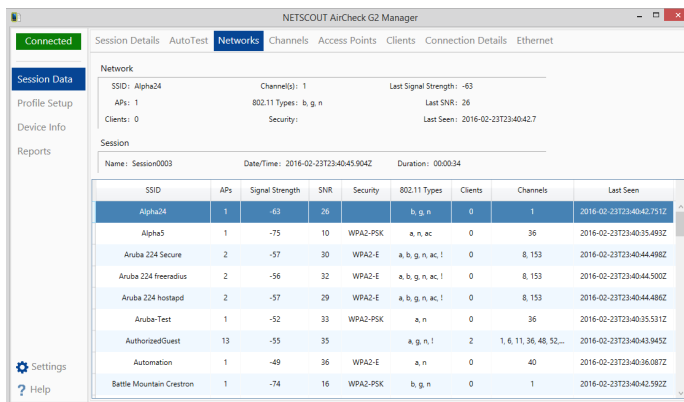 NETSCOUT AirCheck G2 Manager
Connected
Session Details AutoTest Networks Channels Access Points Clients Connection Details Ethernet
Session Data
Profile Setup
Device Info
Reports
Settings
? Help
Network
SSID: Alpha24 Channel(s): 1 Last Signal Strength: -63
APs: 1 802.11 Types: b, g, n Last SNR: 26
Clients: 0 Security: Last Seen: 2016-02-23T23:40:42.7
Session
Name: Session0003 Date/Time: 2016-02-23T23:40:45.904Z Duration: 00:00:34
SSID APs Signal Strength SNR Security 802.11 Types Clients Channels Last Seen
Alpha24 1 -63 26 b, g, n 0 1 2016-02-23T23:40:42.751Z
Alpha5 1 -75 10 WPA2-PSK a, n, ac 0 36 2016-02-23T23:40:35.493Z
Aruba 224 Secure 2 -57 30 WPA2-E a, b, g, n, ac, ! 0 8, 153 2016-02-23T23:40:44.498Z
Aruba 224 freeradius 2 -56 32 WPA2-E a, b, g, n, ac, ! 0 8, 153 2016-02-23T23:40:44.500Z
Aruba 224 hostapd 2 -57 29 WPA2-E a, b, g, n, ac, ! 0 8, 153 2016-02-23T23:40:44.486Z
Aruba-Test 1 -52 33 WPA2-PSK a, n 0 36 2016-02-23T23:40:35.531Z
AuthorizedGuest 13 -55 35 a, g, n, ! 2 1, 6, 11, 36, 48, 52,... 2016-02-23T23:40:43.945Z
Automation 1 -49 36 WPA2-E a, n 0 40 2016-02-23T23:40:36.087Z
Battle Mountain Crestron 1 -74 16 WPA2-PSK b, g, n 0 1 2016-02-23T23:40:42.592Z